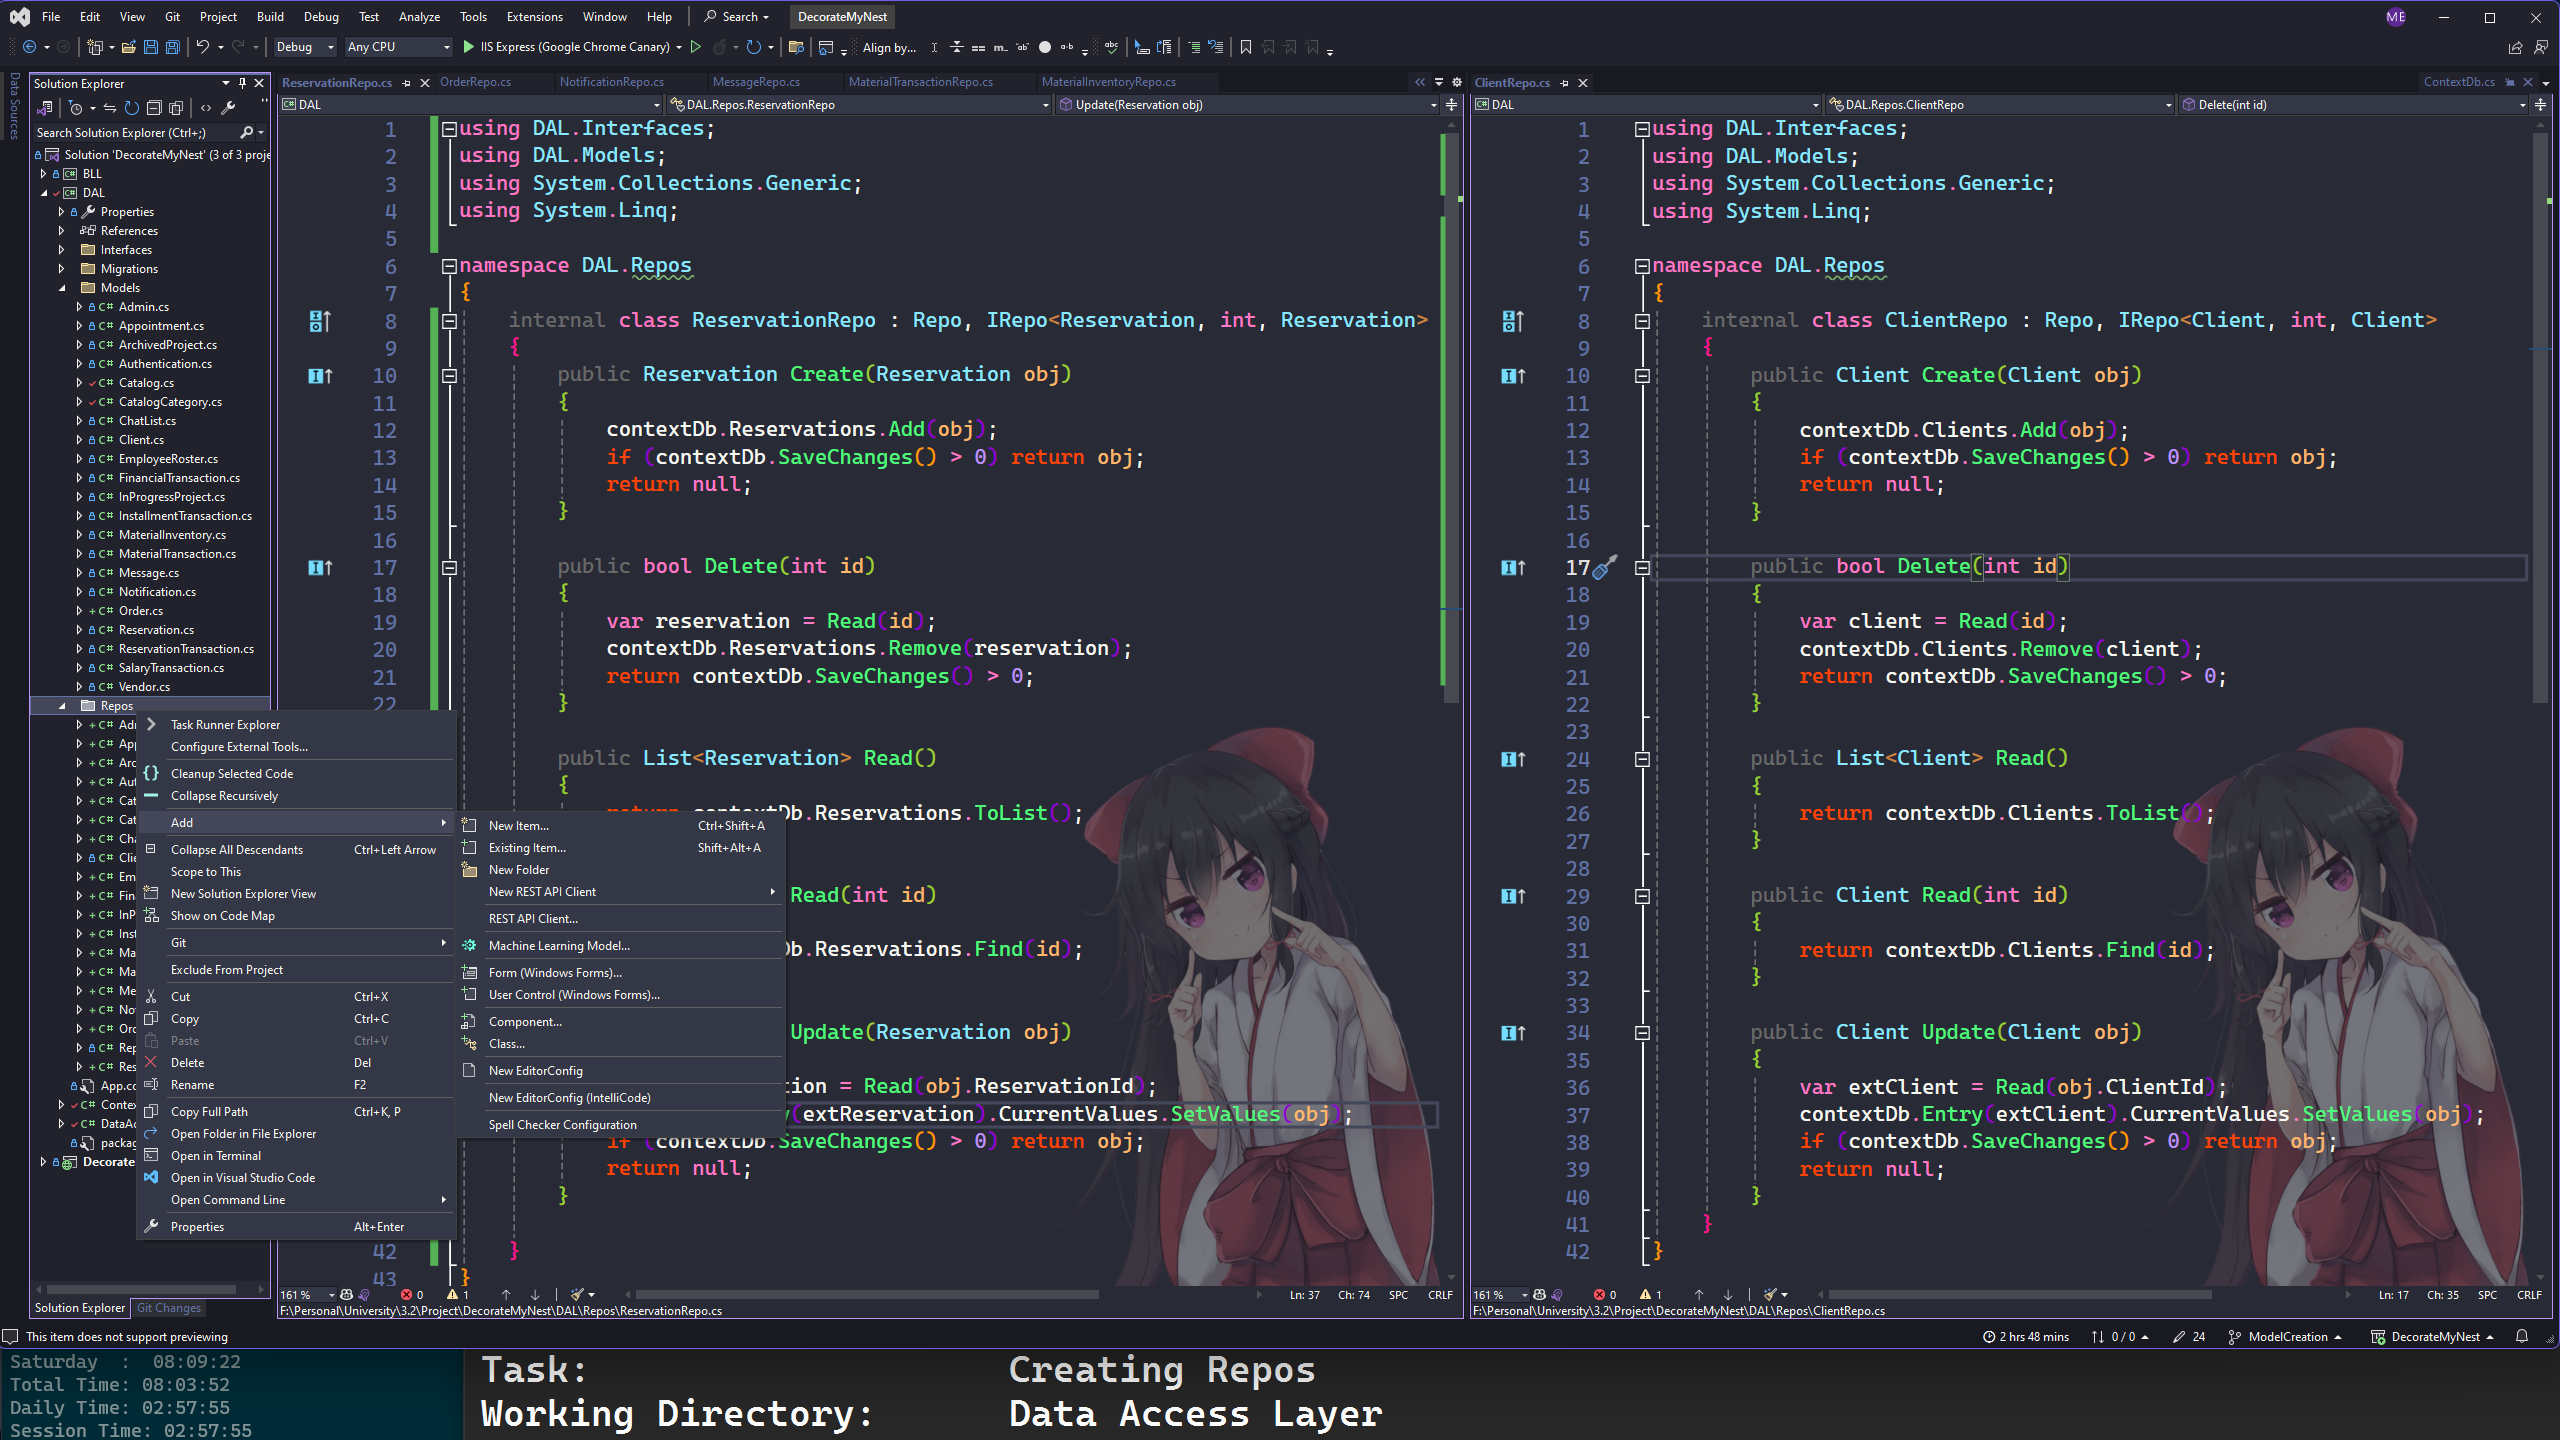 File Edit View Git Project Build Debug Test Analyze Tools Extensions Window Help Search DecorateMyNest ME
Debug Any CPU IIS Express (Google Chrome Canary) Align by...
Data Sources
Solution Explorer
Search Solution Explorer (Ctrl+;)
Solution 'DecorateMyNest' (3 of 3 proje
BLL
DAL
Properties
References
Interfaces
Migrations
Models
C# Admin.cs
C# Appointment.cs
C# ArchivedProject.cs
C# Authentication.cs
C# Catalog.cs
C# CatalogCategory.cs
C# ChatList.cs
C# Client.cs
C# EmployeeRoster.cs
C# FinancialTransaction.cs
C# InProgressProject.cs
C# InstallmentTransaction.cs
C# MaterialInventory.cs
C# MaterialTransaction.cs
C# Message.cs
C# Notification.cs
C# Order.cs
C# Reservation.cs
C# ReservationTransaction.cs
C# SalaryTransaction.cs
C# Vendor.cs
Repos
C# Adr
C# App
C# Arc
C# Aut
C# Cat
C# Cat
C# Cha
C# Clie
C# Em
C# Fina
C# InP
C# Inst
C# Ma
C# Ma
C# Me
C# Not
C# Orc
C# Rep
C# Res
App.cc
C# Contex
C# DataAc
packag
Decorate
Solution Explorer Git Changes
Task Runner Explorer
Configure External Tools...
Cleanup Selected Code
Collapse Recursively
Add
Collapse All Descendants Ctrl+Left Arrow
Scope to This
New Solution Explorer View
Show on Code Map
Git
Exclude From Project
Cut Ctrl+X
Copy Ctrl+C
Paste Ctrl+V
Delete Del
Rename F2
Copy Full Path Ctrl+K, P
Open Folder in File Explorer
Open in Terminal
Open in Visual Studio Code
Open Command Line
Properties Alt+Enter
New Item... Ctrl+Shift+A
Existing Item... Shift+Alt+A
New Folder
New REST API Client
REST API Client...
Machine Learning Model...
Form (Windows Forms)...
User Control (Windows Forms)...
Component...
Class...
New EditorConfig
New EditorConfig (IntelliCode)
Spell Checker Configuration
ReservationRepo.cs OrderRepo.cs NotificationRepo.cs MessageRepo.cs MaterialTransactionRepo.cs MaterialInventoryRepo.cs
DAL DAL.Repos.ReservationRepo Update(Reservation obj)
1 using DAL.Interfaces;
2 using DAL.Models;
3 using System.Collections.Generic;
4 using System.Linq;
5
6 namespace DAL.Repos
7 {
8 internal class ReservationRepo : Repo, IRepo<Reservation, int, Reservation>
9 {
10 public Reservation Create(Reservation obj)
11 {
12 contextDb.Reservations.Add(obj);
13 if (contextDb.SaveChanges() > 0) return obj;
14 return null;
15 }
16
17 public bool Delete(int id)
18 {
19 var reservation = Read(id);
20 contextDb.Reservations.Remove(reservation);
21 return contextDb.SaveChanges() > 0;
22 }
public List<Reservation> Read()
{
return contextDb.Reservations.ToList();
Read(int id)
b.Reservations.Find(id);
Update(Reservation obj)
tion = Read(obj.ReservationId);
y(extReservation).CurrentValues.SetValues(obj);
if (contextDb.SaveChanges() > 0) return obj;
return null;
}
42 }
43 }
161 % 0 1 Ln: 37 Ch: 74 SPC CRLF
F:\Personal\University\3.2\Project\DecorateMyNest\DAL\Repos\ReservationRepo.cs
ClientRepo.cs ContextDb.cs
DAL DAL.Repos.ClientRepo Delete(int id)
1 using DAL.Interfaces;
2 using DAL.Models;
3 using System.Collections.Generic;
4 using System.Linq;
5
6 namespace DAL.Repos
7 {
8 internal class ClientRepo : Repo, IRepo<Client, int, Client>
9 {
10 public Client Create(Client obj)
11 {
12 contextDb.Clients.Add(obj);
13 if (contextDb.SaveChanges() > 0) return obj;
14 return null;
15 }
16
17 public bool Delete(int id)
18 {
19 var client = Read(id);
20 contextDb.Clients.Remove(client);
21 return contextDb.SaveChanges() > 0;
22 }
23
24 public List<Client> Read()
25 {
26 return contextDb.Clients.ToList();
27 }
28
29 public Client Read(int id)
30 {
31 return contextDb.Clients.Find(id);
32 }
33
34 public Client Update(Client obj)
35 {
36 var extClient = Read(obj.ClientId);
37 contextDb.Entry(extClient).CurrentValues.SetValues(obj);
38 if (contextDb.SaveChanges() > 0) return obj;
39 return null;
40 }
41 }
42 }
161 % 0 1 Ln: 17 Ch: 35 SPC CRLF
F:\Personal\University\3.2\Project\DecorateMyNest\DAL\Repos\ClientRepo.cs
This item does not support previewing 2 hrs 48 mins 0 / 0 24 ModelCreation DecorateMyNest
Saturday : 08:09:22
Total Time: 08:03:52
Daily Time: 02:57:55
Session Time: 02:57:55
Task: Creating Repos
Working Directory: Data Access Layer